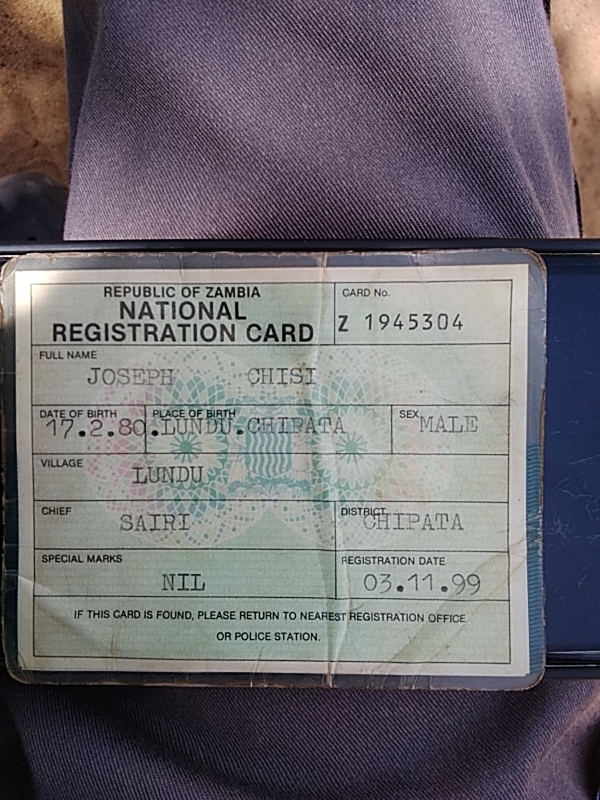 REPUBLIC OF ZAMBIA
NATIONAL
REGISTRATION CARD
CARD No.
Z 1945304
FULL NAME
JOSEPH CHISI
DATE OF BIRTH
17.2.80.
PLACE OF BIRTH
LUNDU.CHIPATA
SEX
MALE
VILLAGE
LUNDU
CHIEF
SAIRI
DISTRICT
CHIPATA
SPECIAL MARKS
NIL
REGISTRATION DATE
03.11.99
IF THIS CARD IS FOUND, PLEASE RETURN TO NEAREST REGISTRATION OFFICE
OR POLICE STATION.